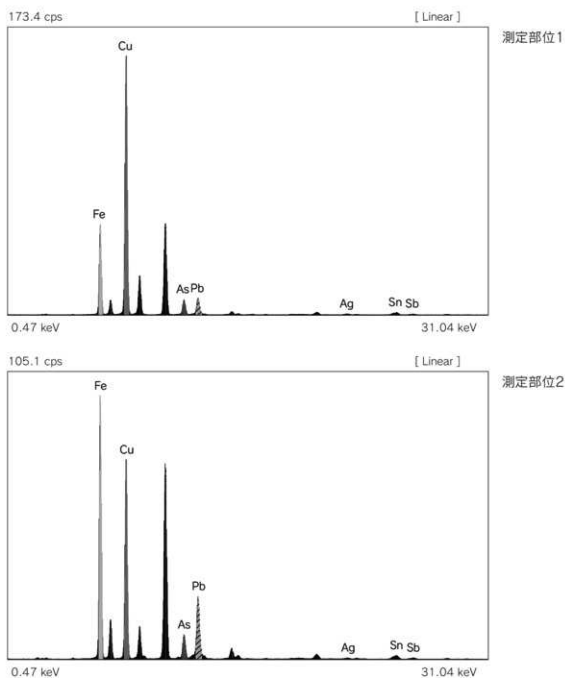 173.4 cps [ Linear ]
測定部位1
Cu
Fe
As Pb
Ag Sn Sb
0.47 keV 31.04 keV
105.1 cps [ Linear ]
測定部位2
Fe
Cu
Pb
As
Ag Sn Sb
0.47 keV 31.04 keV